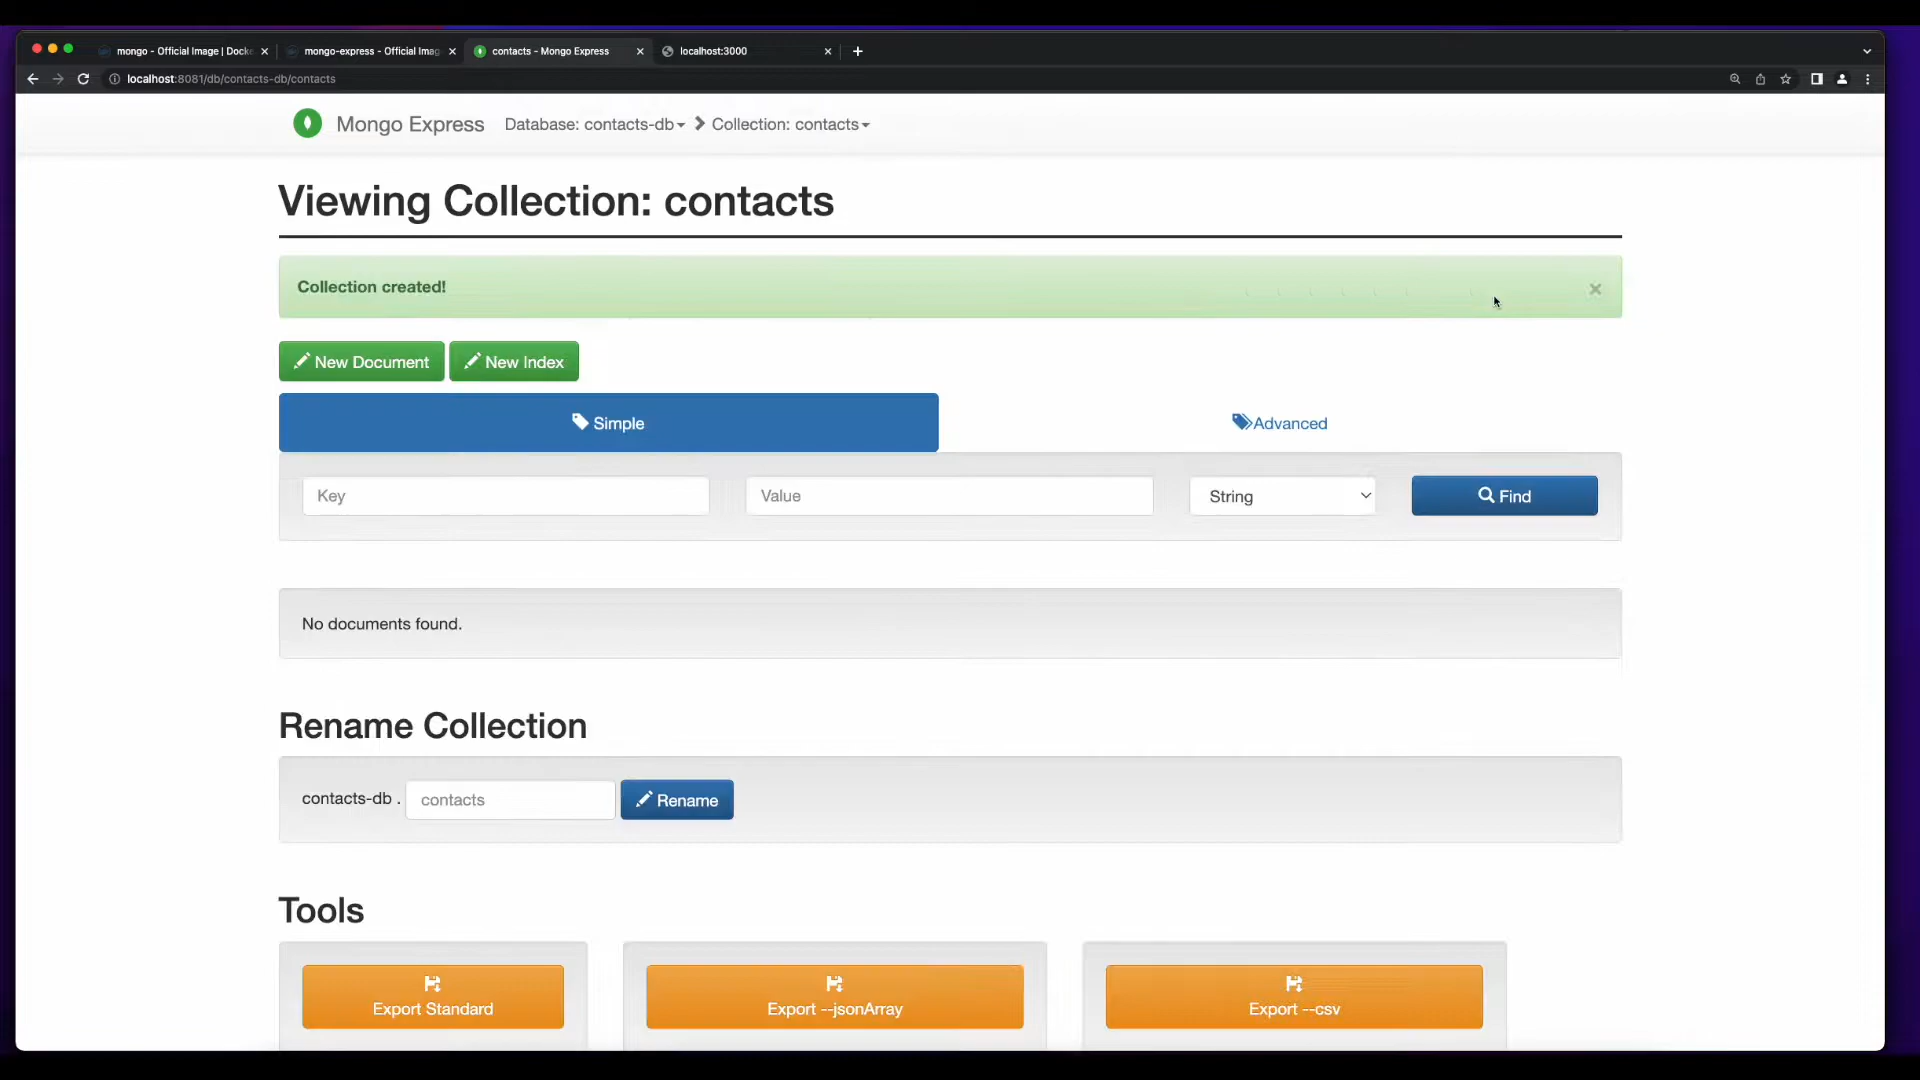 mongo - Official Image | Docke
mongo-express - Official Imag
contacts - Mongo Express
localhost:3000
localhost:8081/db/contacts-db/contacts
Mongo Express
Database: contacts-db
Collection: contacts
Viewing Collection: contacts
Collection created!
×
New Document
New Index
Simple
Advanced
Key
Value
String
Find
No documents found.
Rename Collection
contacts-db .
contacts
Rename
Tools
Export Standard
Export --jsonArray
Export --csv